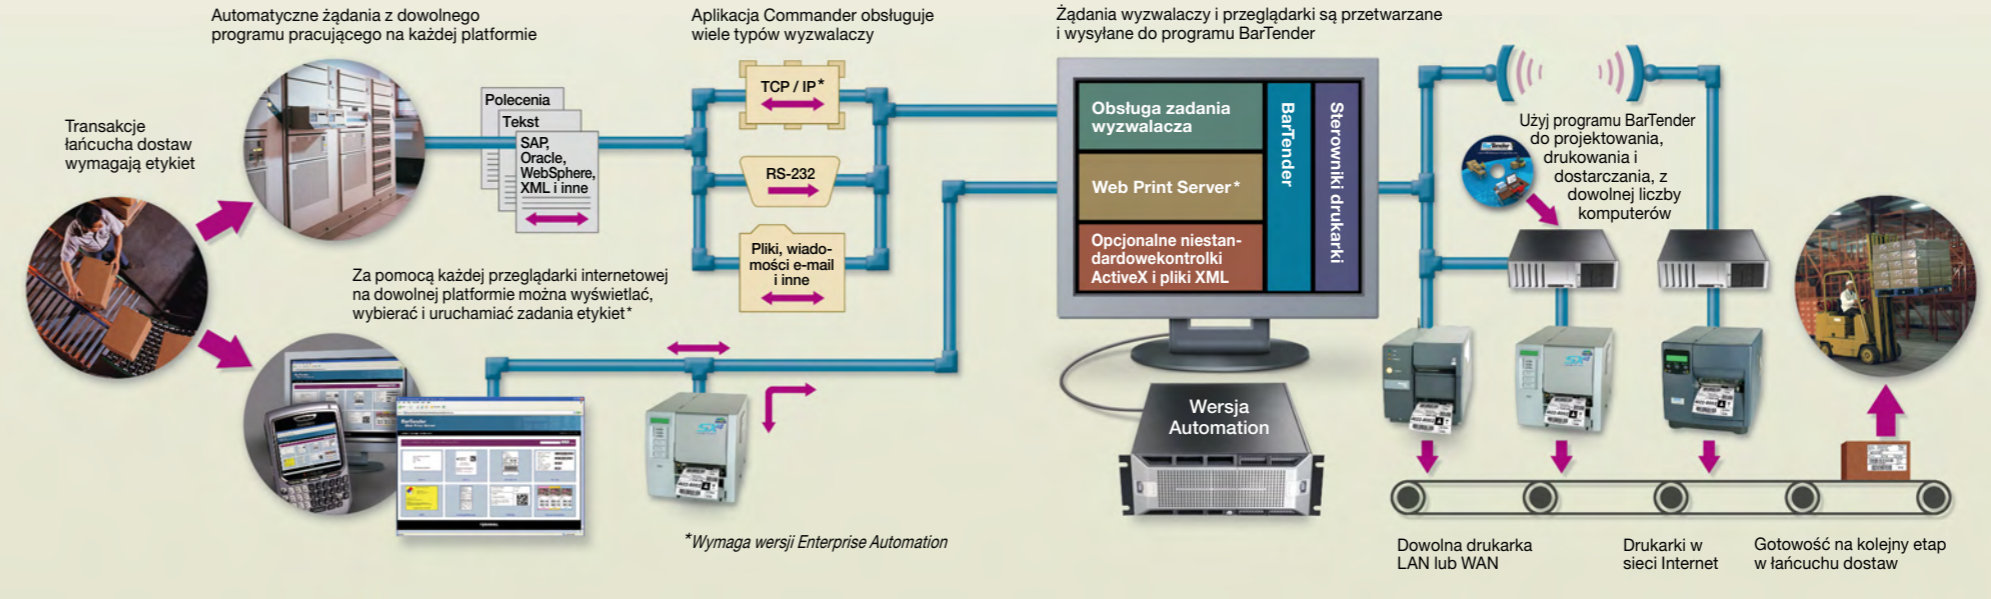 Transakcje
łańcucha dostaw
wymagają etykiet
Automatyczne żądania z dowolnego
programu pracującego na każdej platformie
Polecenia
Tekst
SAP,
Oracle,
WebSphere,
XML i inne
Za pomocą każdej przeglądarki internetowej
na dowolnej platformie można wyświetlać,
wybierać i uruchamiać zadania etykiet*
Aplikacja Commander obsługuje
wiele typów wyzwalaczy
TCP / IP*
RS-232
Pliki, wiado-
mości e-mail
i inne
*Wymaga wersji Enterprise Automation
Żądania wyzwalaczy i przeglądarki są przetwarzane
i wysyłane do programu BarTender
Obsługa zadania
wyzwalacza
Web Print Server*
Opcjonalne niestan-
dardowekontrolki
ActiveX i pliki XML
BarTender
Sterowniki drukarki
Wersja
Automation
Użyj programu BarTender
do projektowania,
drukowania i
dostarczania, z
dowolnej liczby
komputerów
Dowolna drukarka
LAN lub WAN
Drukarki w
sieci Internet
Gotowość na kolejny etap
w łańcuchu dostaw